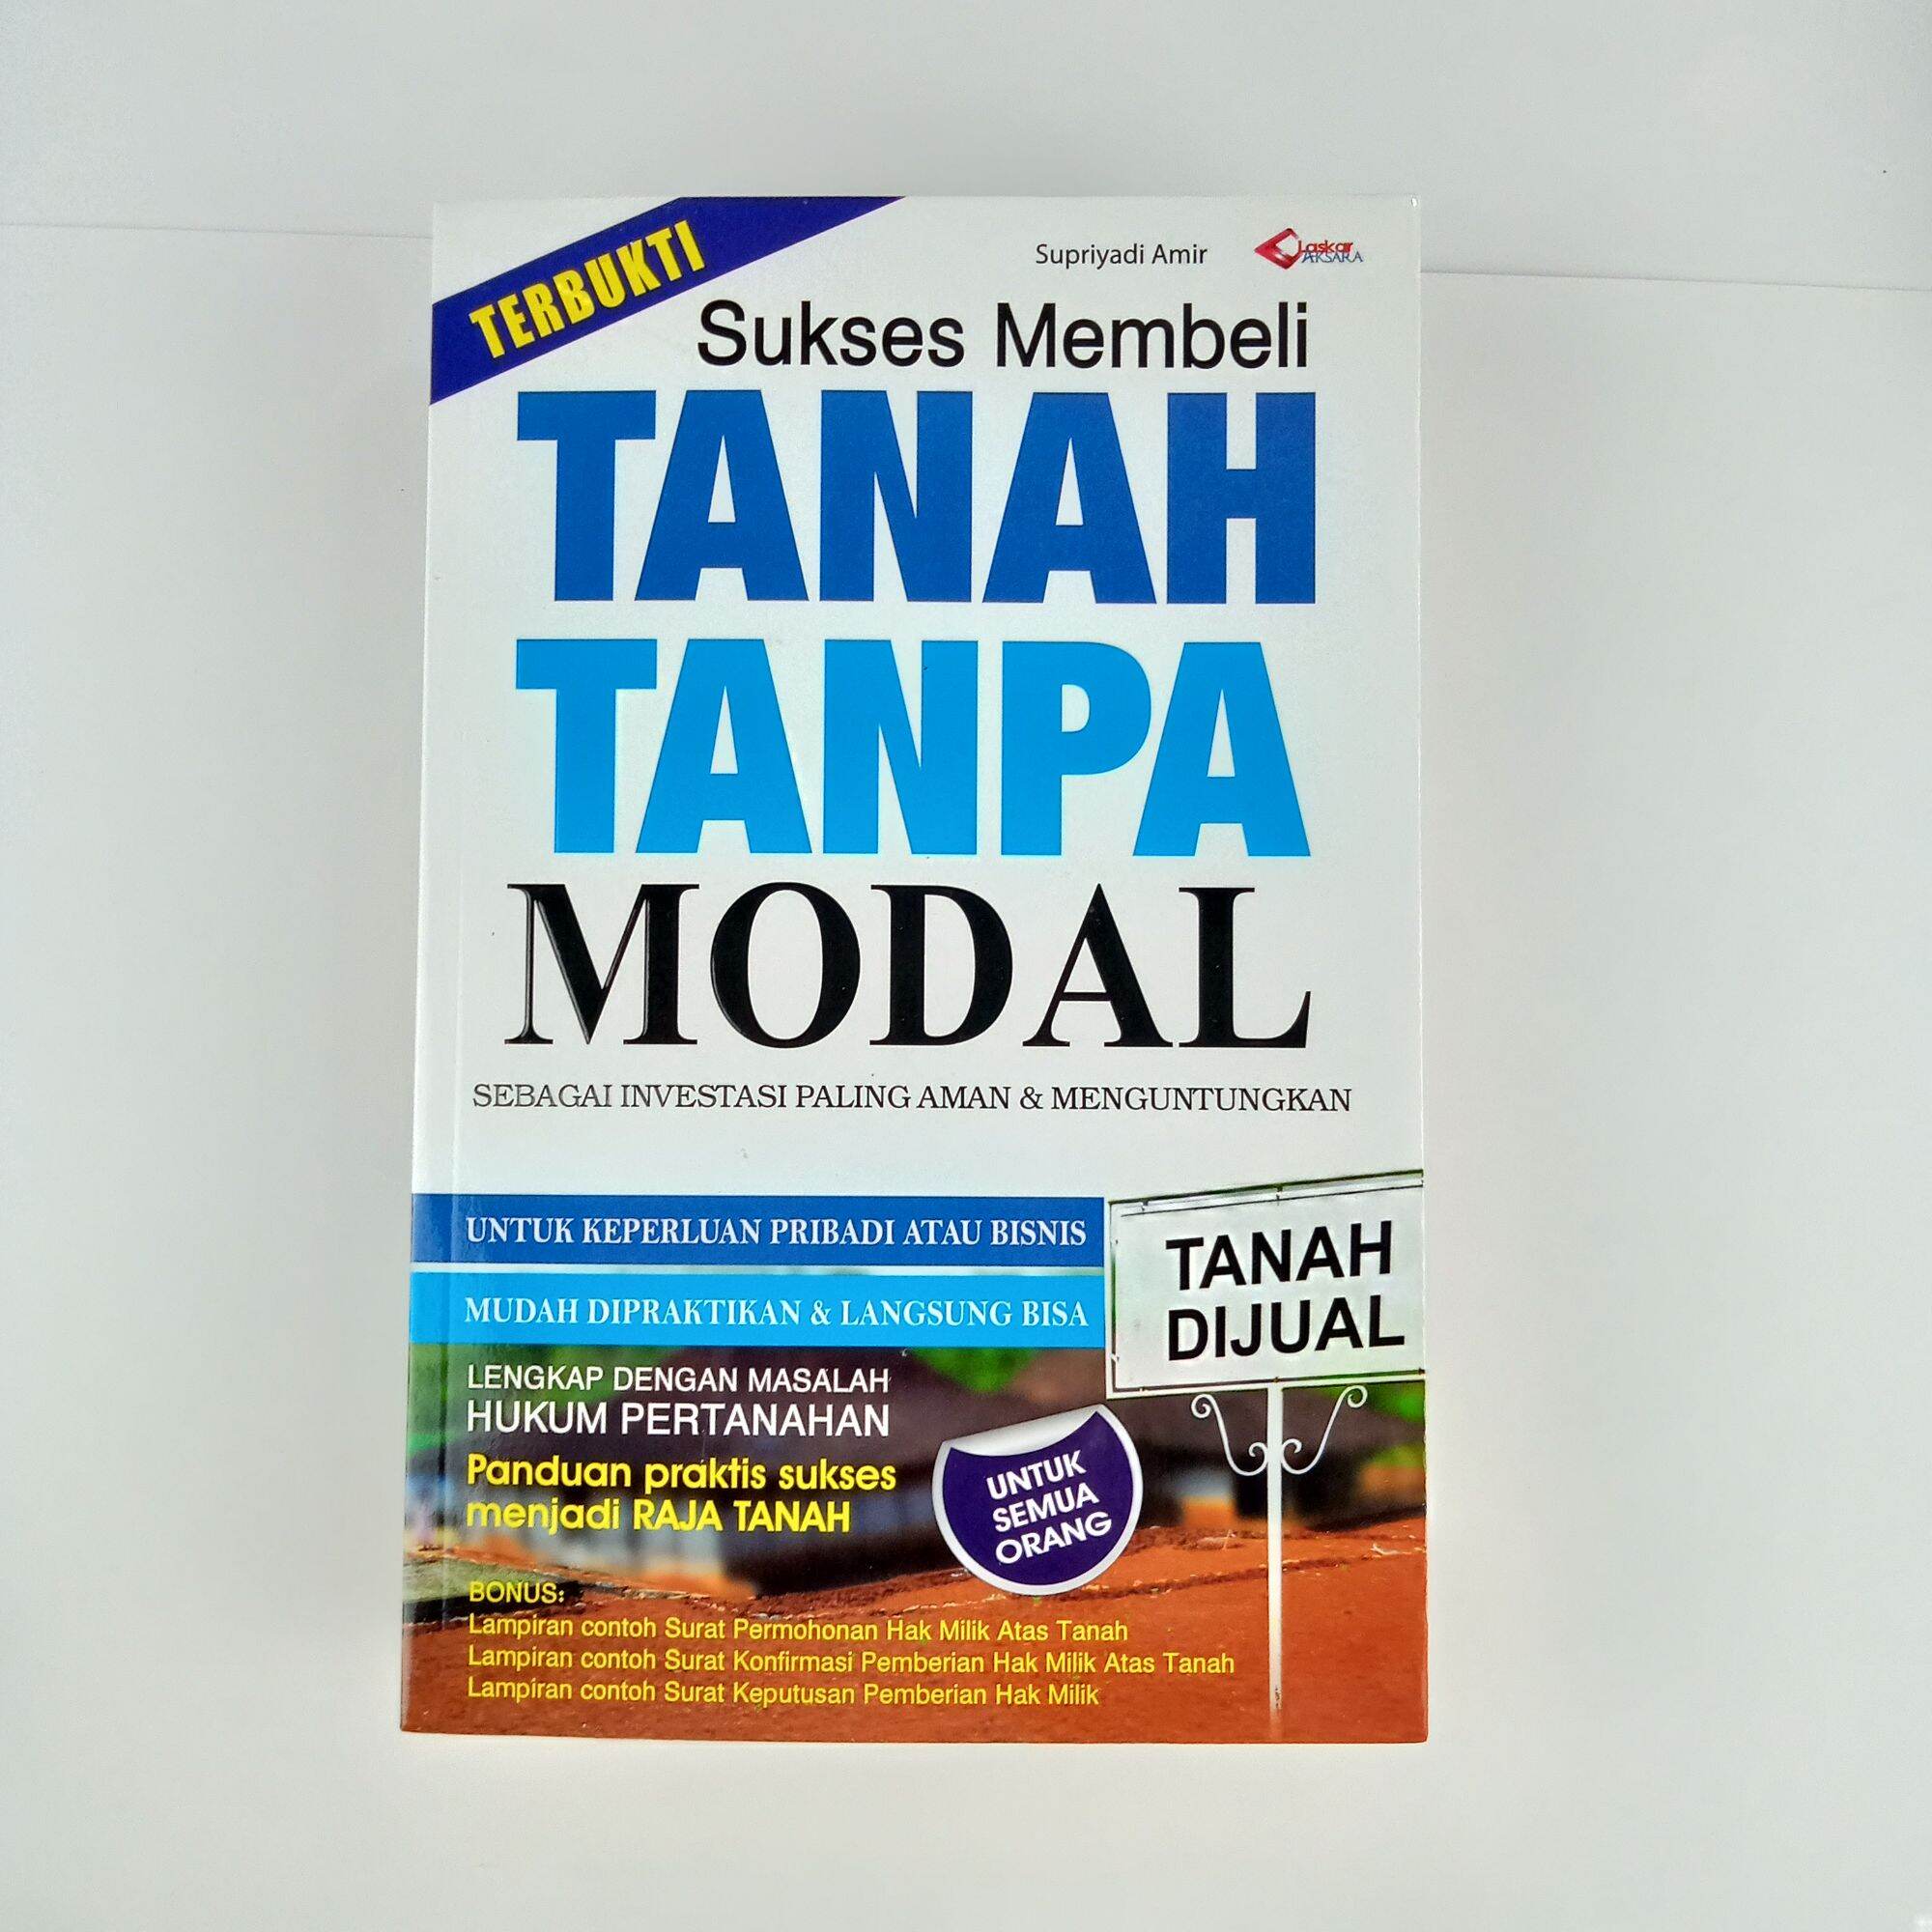 TERBUKTI
Supriyadi Amir
Laskar
AKSARA
Sukses Membeli
TANAH
TANPA
MODAL
SEBAGAI INVESTASI PALING AMAN & MENGUNTUNGKAN
UNTUK KEPERLUAN PRIBADI ATAU BISNIS
MUDAH DIPRAKTIKAN & LANGSUNG BISA
TANAH
DIJUAL
LENGKAP DENGAN MASALAH
HUKUM PERTANAHAN
Panduan praktis sukses
menjadi RAJA TANAH
UNTUK
SEMUA
ORANG
BONUS:
Lampiran contoh Surat Permohonan Hak Milik Atas Tanah
Lampiran contoh Surat Konfirmasi Pemberian Hak Milik Atas Tanah
Lampiran contoh Surat Keputusan Pemberian Hak Milik